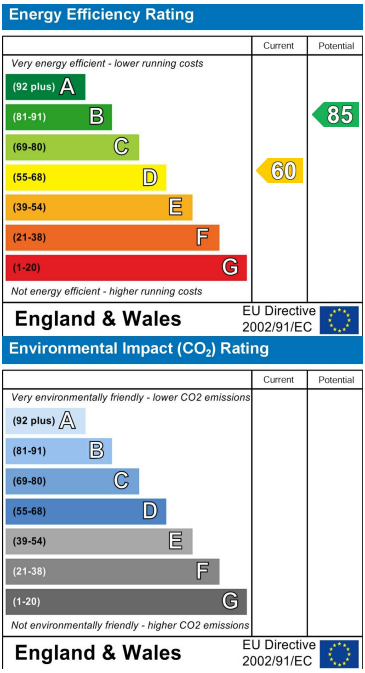 Energy Efficiency Rating
Current Potential
Very energy efficient - lower running costs
(92 plus) A
(81-91) B
85
(69-80) C
(55-68) D
60
(39-54) E
(21-38) F
(1-20) G
Not energy efficient - higher running costs
England & Wales
EU Directive
2002/91/EC
Environmental Impact (CO₂) Rating
Current Potential
Very environmentally friendly - lower CO2 emissions
(92 plus) A
(81-91) B
(69-80) C
(55-68) D
(39-54) E
(21-38) F
(1-20) G
Not environmentally friendly - higher CO2 emissions
England & Wales
EU Directive
2002/91/EC